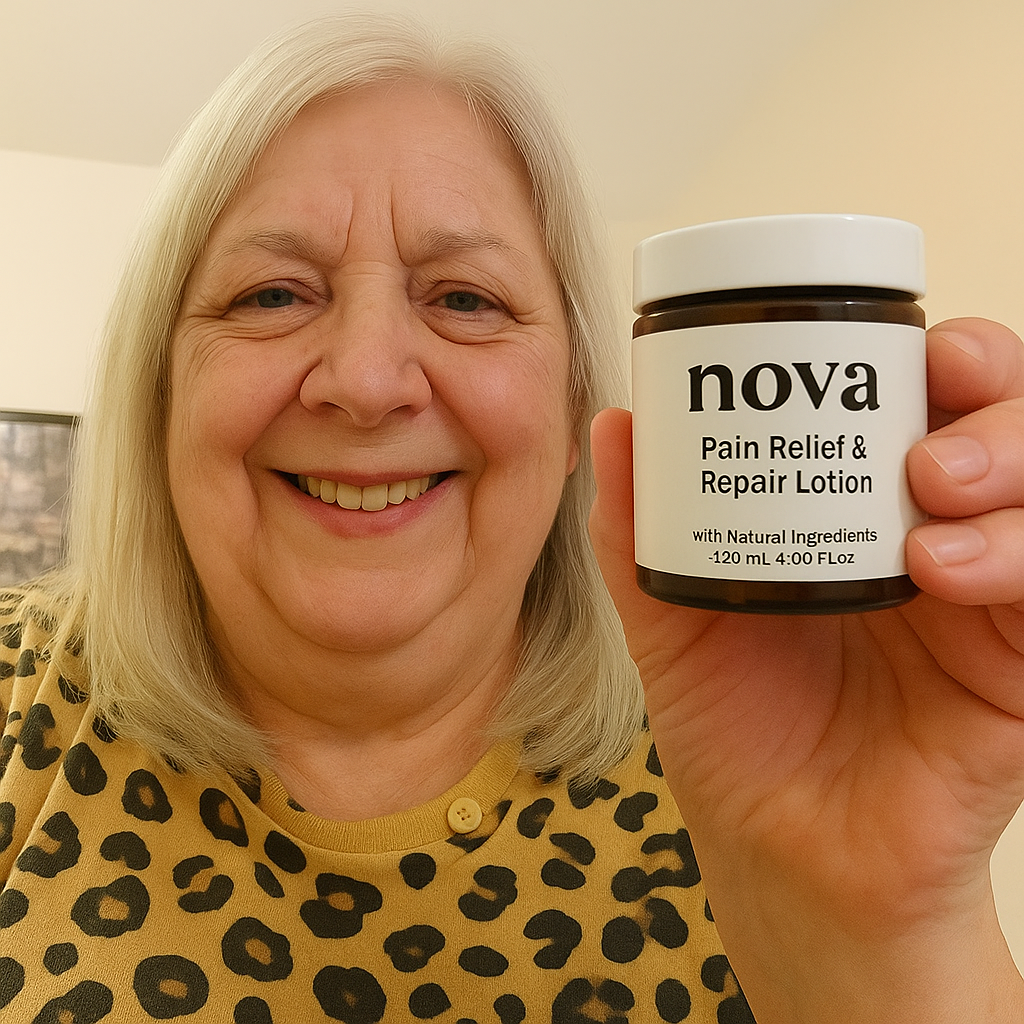 nova
Pain Relief &
Repair Lotion
with Natural Ingredients
-120 mL 4:00 FLoz